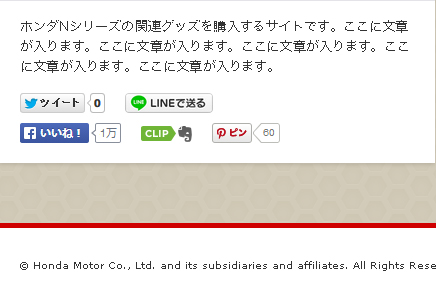 ホンダNシリーズの関連グッズを購入するサイトです。ここに文章
が入ります。ここに文章が入ります。ここに文章が入ります。ここ
に文章が入ります。ここに文章が入ります。
ツイート 0 LINEで送る
いいね! 1万 CLIP ピン 60
© Honda Motor Co., Ltd. and its subsidiaries and affiliates. All Rights Rese